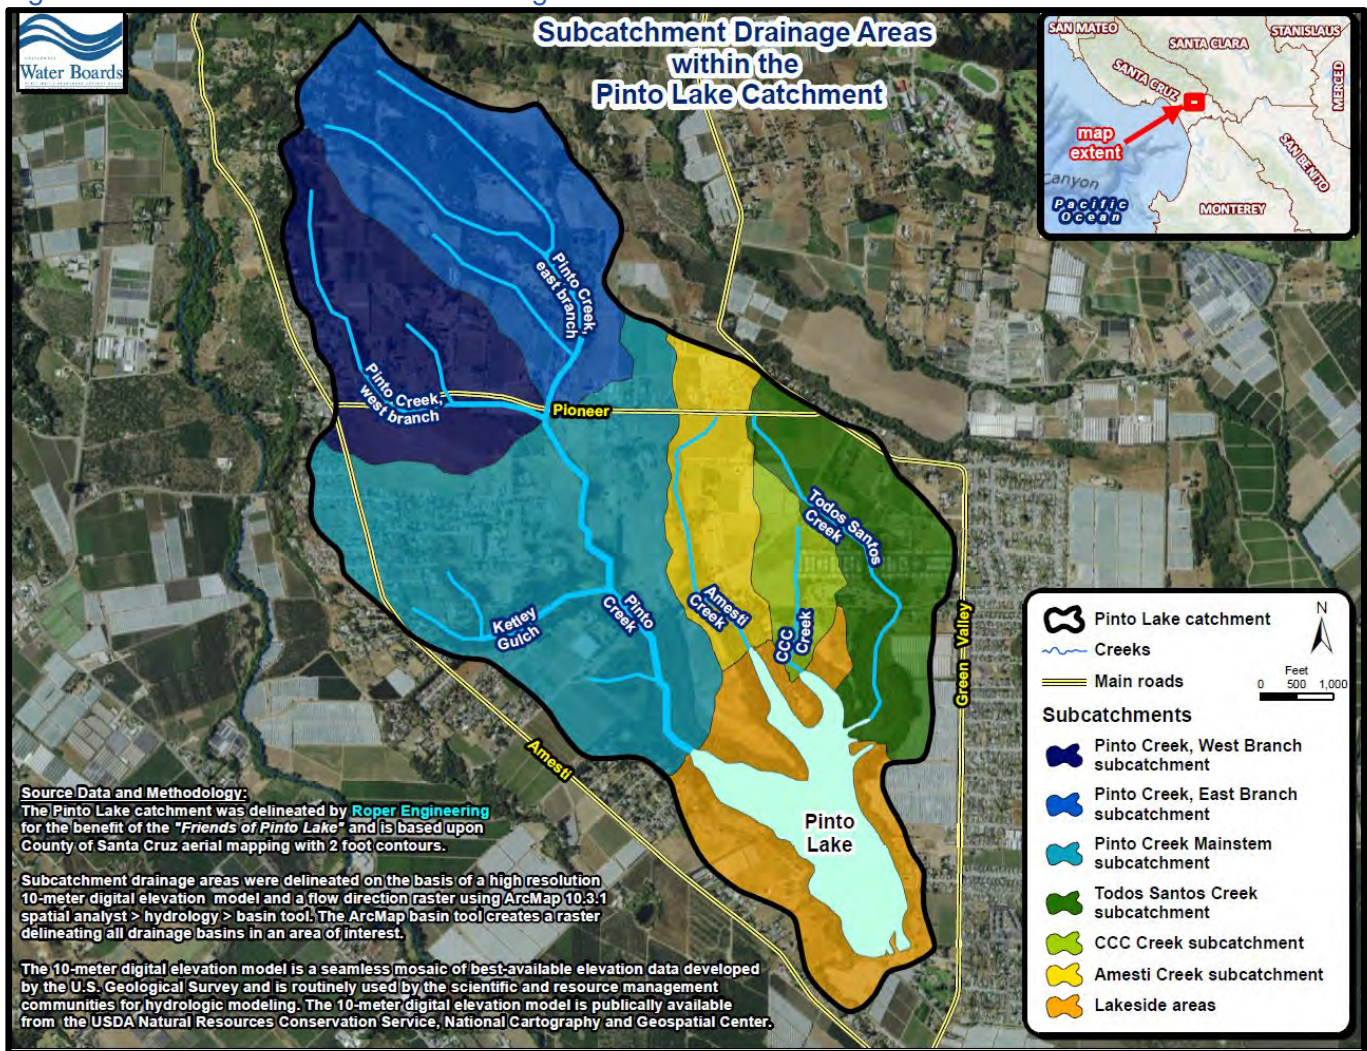 Subcatchment Drainage Areas
within the
Pinto Lake Catchment
Water Boards
SAN MATEO
SANTA CLARA
STANISLAUS
SANTA CRUZ
MERCED
map
extent
SAN BENITO
Canyon
Pacific
Ocean
MONTEREY
Pinto Creek,
east branch
Pinto Creek,
west branch
Pioneer
Todos Santos
Creek
Amesti
Creek
CCC
Creek
Pinto
Creek
Ketley
Gulch
Green Valley
Amesti
Pinto
Lake
Pinto Lake catchment
Creeks
Main roads
N
Feet
0 500 1,000
Subcatchments
Pinto Creek, West Branch
subcatchment
Pinto Creek, East Branch
subcatchment
Pinto Creek Mainstem
subcatchment
Todos Santos Creek
subcatchment
CCC Creek subcatchment
Amesti Creek subcatchment
Lakeside areas
Source Data and Methodology:
The Pinto Lake catchment was delineated by Roper Engineering
for the benefit of the "Friends of Pinto Lake" and is based upon
County of Santa Cruz aerial mapping with 2 foot contours.
Subcatchment drainage areas were delineated on the basis of a high resolution
10-meter digital elevation model and a flow direction raster using ArcMap 10.3.1
spatial analyst > hydrology > basin tool. The ArcMap basin tool creates a raster
delineating all drainage basins in an area of interest.
The 10-meter digital elevation model is a seamless mosaic of best-available elevation data developed
by the U.S. Geological Survey and is routinely used by the scientific and resource management
communities for hydrologic modeling. The 10-meter digital elevation model is publically available
from the USDA Natural Resources Conservation Service, National Cartography and Geospatial Center.